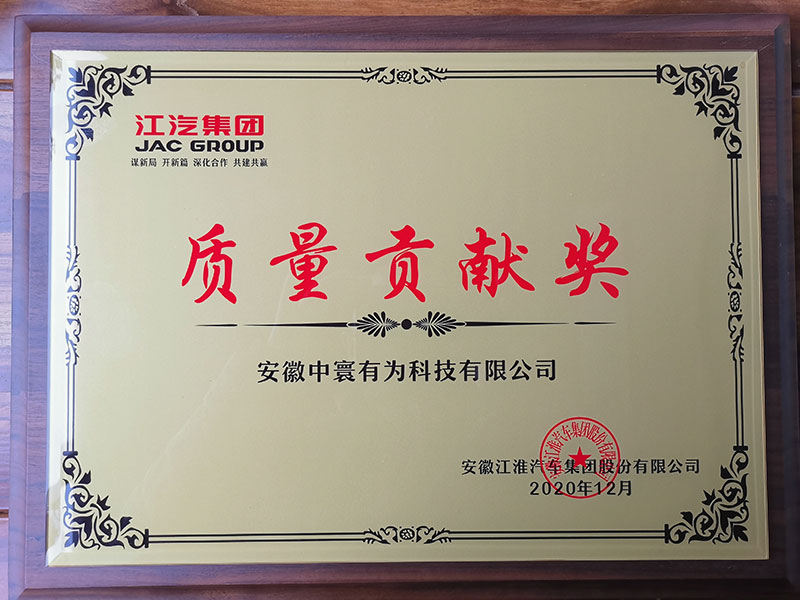 江汽集团
JAC GROUP
谋新局 开新篇 深化合作 共建共赢
质量贡献奖
安徽中寰有为科技有限公司
安徽江淮汽车集团股份有限公司
2020年12月